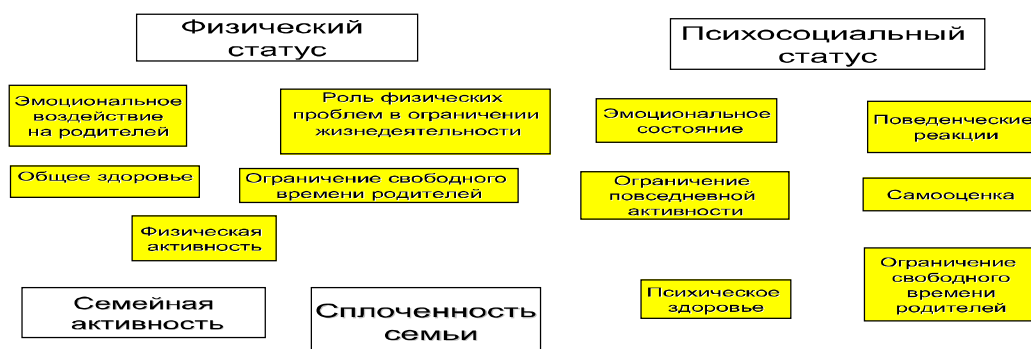 Физический
статус
Психосоциальный
статус
Эмоциональное
воздействие
на родителей
Роль физических
проблем в ограничении
жизнедеятельности
Эмоциональное
состояние
Поведенческие
реакции
Общее здоровье
Ограничение свободного
времени родителей
Ограничение
повседневной
активности
Самооценка
Физическая
активность
Ограничение
свободного
времени
родителей
Психическое
здоровье
Семейная
активность
Сплоченность
семьи